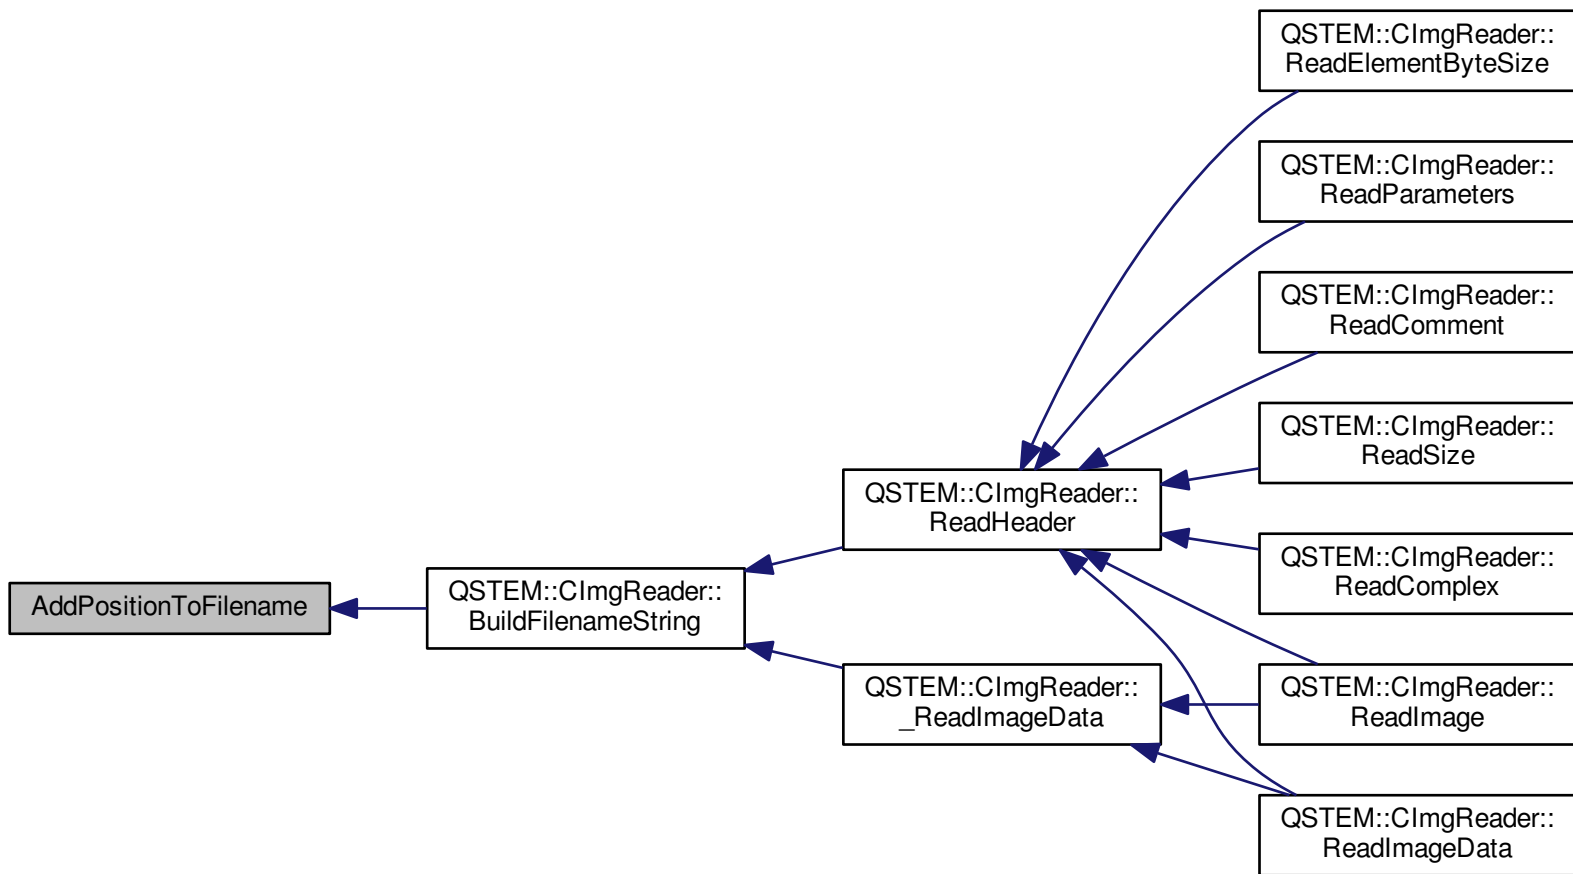 QSTEM::CImgReader::
ReadElementByteSize
QSTEM::CImgReader::
ReadParameters
QSTEM::CImgReader::
ReadComment
QSTEM::CImgReader::
ReadSize
QSTEM::CImgReader::
ReadHeader
QSTEM::CImgReader::
ReadComplex
AddPositionToFilename
QSTEM::CImgReader::
BuildFilenameString
QSTEM::CImgReader::
_ReadImageData
QSTEM::CImgReader::
ReadImage
QSTEM::CImgReader::
ReadImageData